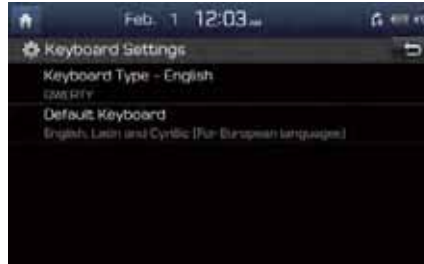 Feb. 1 12:03
Keyboard Settings
Keyboard Type - English
QWERTY
Default Keyboard
English, Latin and Cyrillic (For European languages)